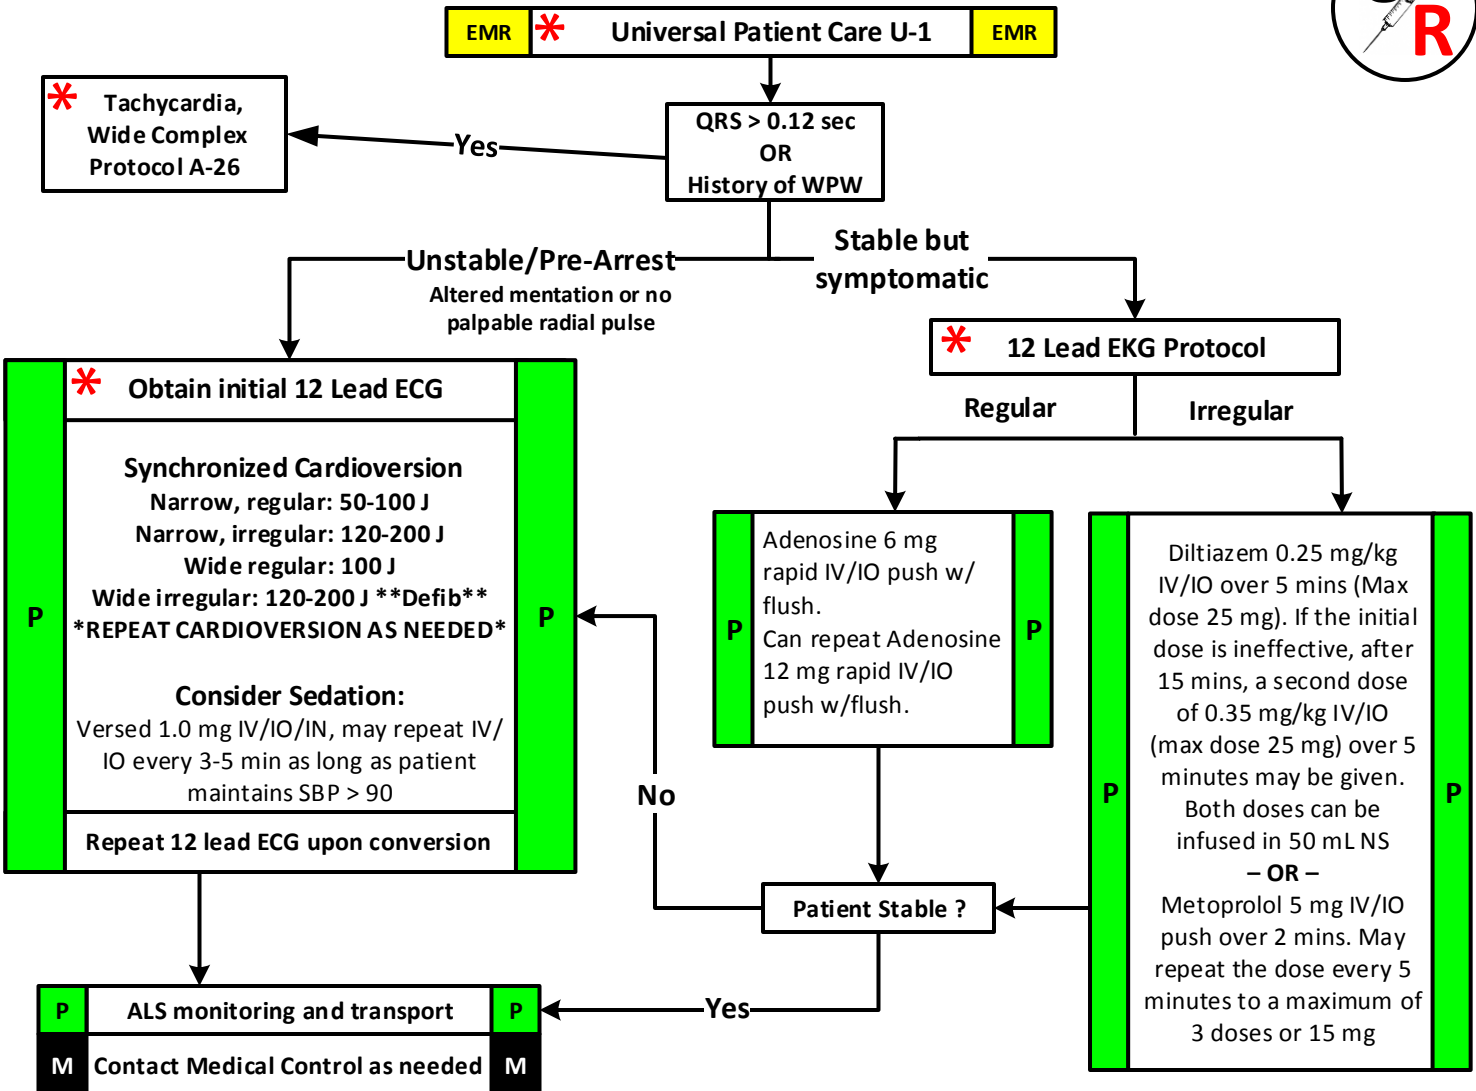 EMR * Universal Patient Care U-1 EMR
R
* Tachycardia,
Wide Complex
Protocol A-26
Yes
QRS > 0.12 sec
OR
History of WPW
Unstable/Pre-Arrest
Altered mentation or no
palpable radial pulse
Stable but
symptomatic
* 12 Lead EKG Protocol
Regular
Irregular
* Obtain initial 12 Lead ECG
P
P
Synchronized Cardioversion
Narrow, regular: 50-100 J
Narrow, irregular: 120-200 J
Wide regular: 100 J
Wide irregular: 120-200 J **Defib**
*REPEAT CARDIOVERSION AS NEEDED*
Consider Sedation:
Versed 1.0 mg IV/IO/IN, may repeat IV/
IO every 3-5 min as long as patient
maintains SBP > 90
Repeat 12 lead ECG upon conversion
P
P
Adenosine 6 mg
rapid IV/IO push w/
flush.
Can repeat Adenosine
12 mg rapid IV/IO
push w/flush.
P
P
Diltiazem 0.25 mg/kg
IV/IO over 5 mins (Max
dose 25 mg). If the initial
dose is ineffective, after
15 mins, a second dose
of 0.35 mg/kg IV/IO
(max dose 25 mg) over 5
minutes may be given.
Both doses can be
infused in 50 mL NS
– OR –
Metoprolol 5 mg IV/IO
push over 2 mins. May
repeat the dose every 5
minutes to a maximum of
3 doses or 15 mg
No
Patient Stable ?
Yes
P ALS monitoring and transport P
M Contact Medical Control as needed M